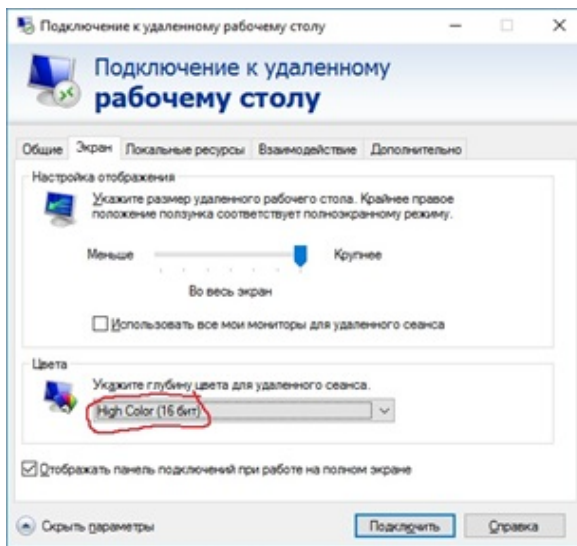 Подключение к удаленному рабочему столу
Подключение к удаленному
рабочему столу
Общие Экран Локальные ресурсы Взаимодействие Дополнительно
Настройка отображения
Укажите размер удаленного рабочего стола. Крайнее правое
положение ползунка соответствует полноэкранному режиму.
Меньше Крупнее
Во весь экран
Использовать все мои мониторы для удаленного сеанса
Цвета
Укажите глубину цвета для удаленного сеанса.
High Color (16 бит)
Отображать панель подключений при работе на полном экране
Скрыть параметры Подключить Справка